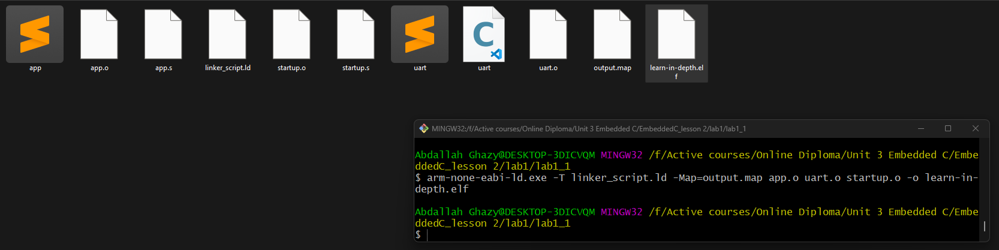 app
app.o
app.s
linker_script.ld
startup.o
startup.s
uart
C
uart
uart.o
output.map
learn-in-depth.el
f
MINGW32:/f/Active courses/Online Diploma/Unit 3 Embedded C/EmbeddedC_lesson 2/lab1/lab1_1
Abdallah Ghazy@DESKTOP-3DICVQM MINGW32 /f/Active courses/Online Diploma/Unit 3 Embedded C/Embe
ddedC_lesson 2/lab1/lab1_1
$ arm-none-eabi-ld.exe -T linker_script.ld -Map=output.map app.o uart.o startup.o -o learn-in-
depth.elf
Abdallah Ghazy@DESKTOP-3DICVQM MINGW32 /f/Active courses/Online Diploma/Unit 3 Embedded C/Embe
ddedC_lesson 2/lab1/lab1_1
$